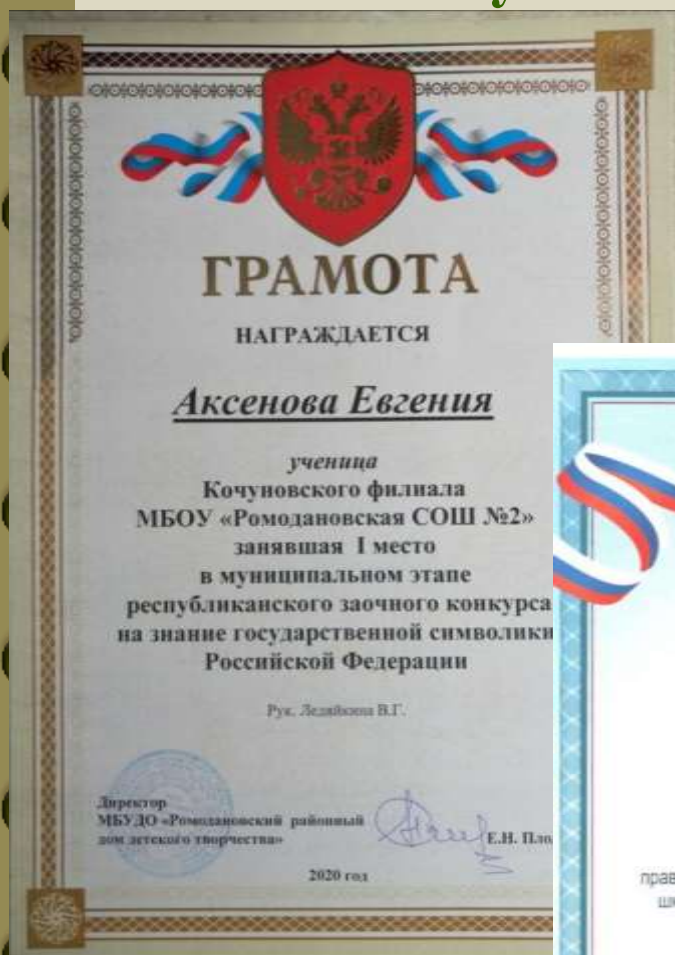 ГРАМОТА
НАГРАЖДАЕТСЯ
Аксенова Евгения
ученица
Кочуновского филиала
МБОУ «Ромодановская СОШ №2»
занявшая I место
в муниципальном этапе
республиканского заочного конкурса
на знание государственной символики
Российской Федерации
Рук. Ледяйкина В.Г.
Директор
МБУДО «Ромодановский районный
дом детского творчества»
Е.Н.
2020 год